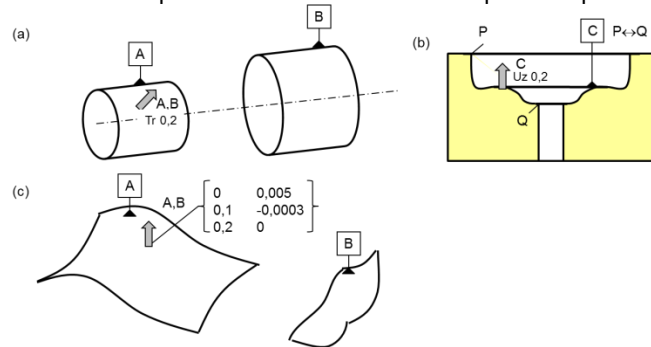 (a)
A
A,B
Tr 0,2
B
(b)
P
C
P↔Q
C
Uz 0,2
Q
(c)
A
A,B
0 0,005
0,1 -0,0003
0,2 0
B